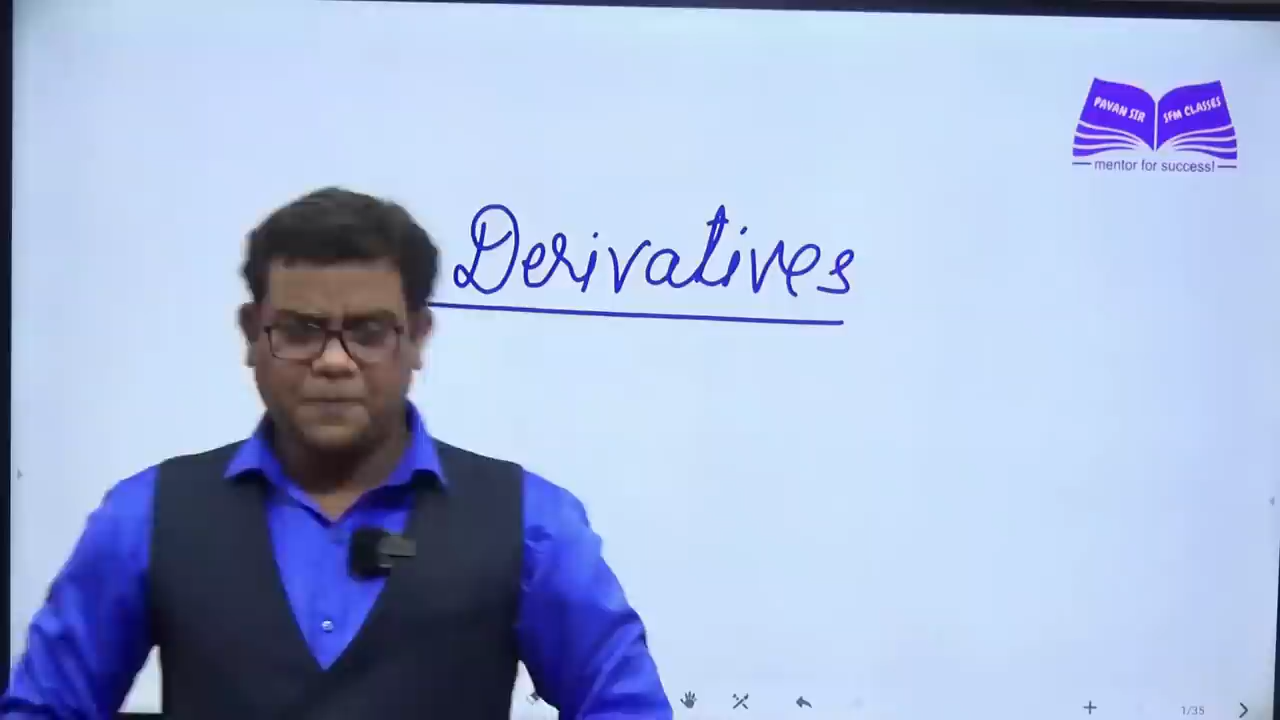 PAVAN SIR SFM CLASSES
mentor for success!
Derivatives
1/35